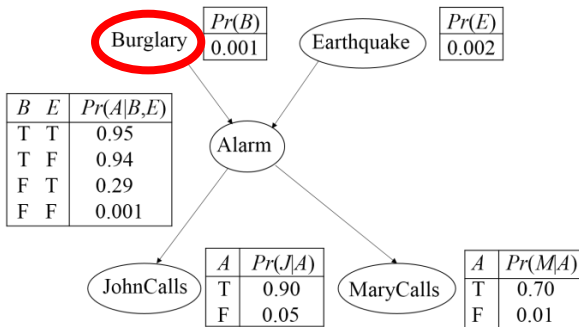 Burglary
Pr(B)
0.001
Earthquake
Pr(E)
0.002
B E Pr(A|B,E)
T T 0.95
T F 0.94
F T 0.29
F F 0.001
Alarm
JohnCalls
A Pr(J|A)
T 0.90
F 0.05
MaryCalls
A Pr(M|A)
T 0.70
F 0.01